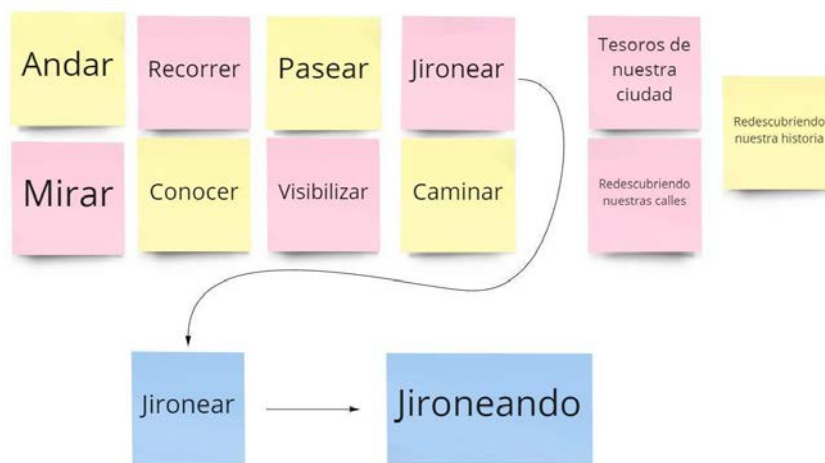 Andar
Recorrer
Pasear
Jironear
Tesoros de
nuestra
ciudad
Redescubriendo
nuestra historia
Mirar
Conocer
Visibilizar
Caminar
Redescubriendo
nuestras calles
Jironear
Jironeando